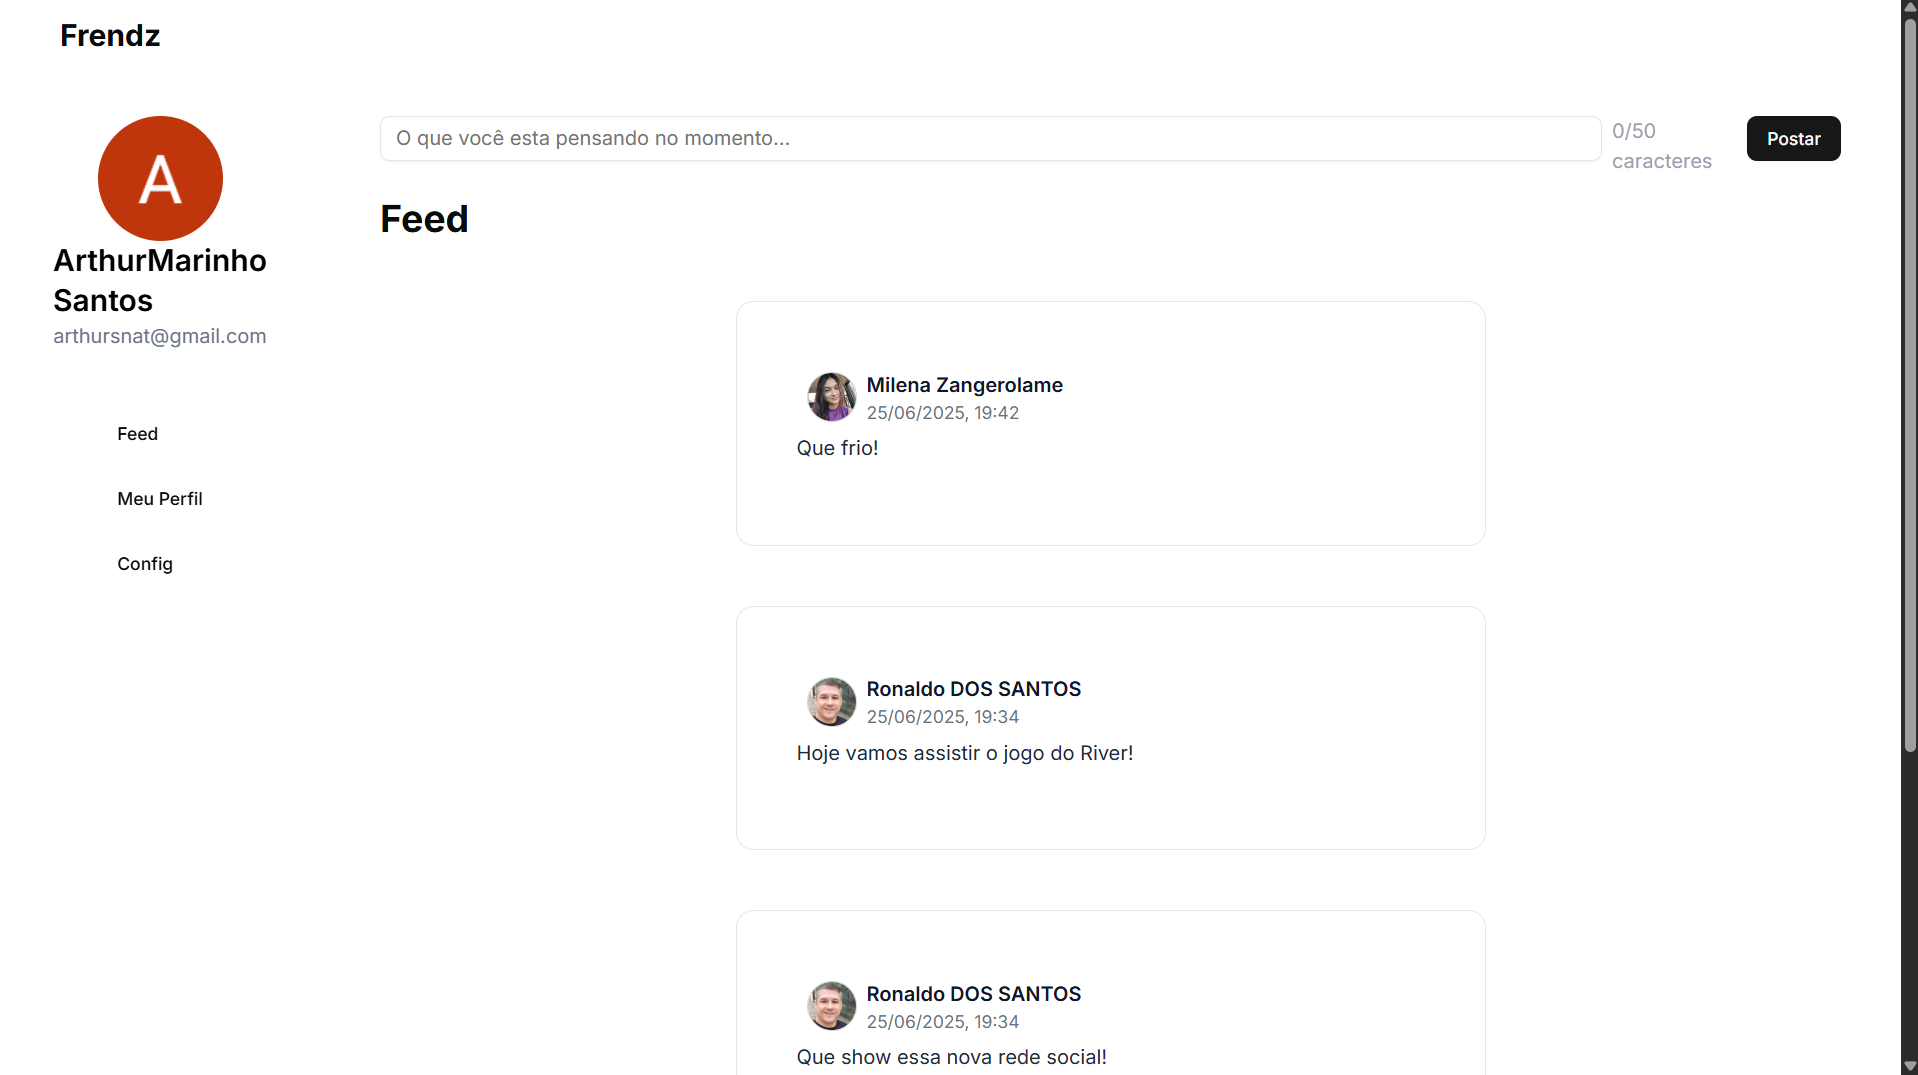 Frendz
A
ArthurMarinho
Santos
arthursnat@gmail.com
Feed
Meu Perfil
Config
O que você esta pensando no momento...
0/50
caracteres
Postar
Feed
Milena Zangerolame
25/06/2025, 19:42
Que frio!
Ronaldo DOS SANTOS
25/06/2025, 19:34
Hoje vamos assistir o jogo do River!
Ronaldo DOS SANTOS
25/06/2025, 19:34
Que show essa nova rede social!